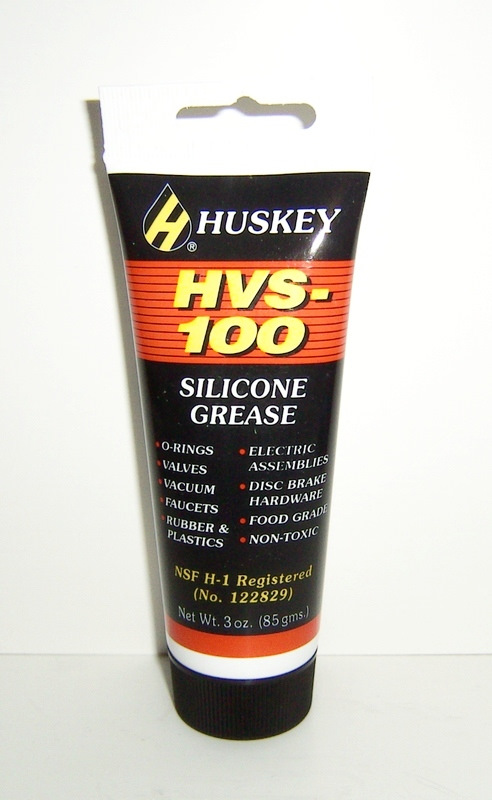 H HUSKEY®
HVS-
100
SILICONE
GREASE
• O-RINGS
• VALVES
• VACUUM
• FAUCETS
• RUBBER &
PLASTICS
• ELECTRIC
ASSEMBLIES
• DISC BRAKE
HARDWARE
• FOOD GRADE
• NON-TOXIC
NSF H-1 Registered
(No. 122829)
Net Wt. 3 oz. (85 gms.)